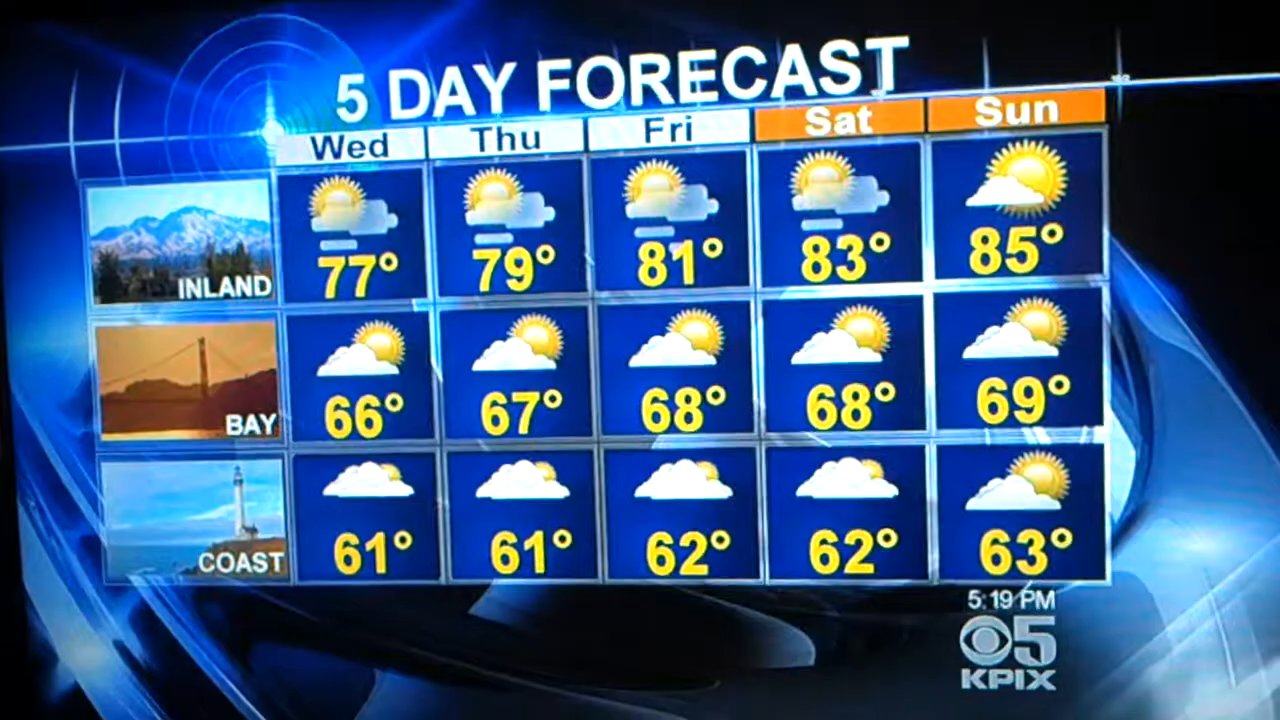 5 DAY FORECAST
Wed Thu Fri Sat Sun
INLAND 77° 79° 81° 83° 85°
BAY 66° 67° 68° 68° 69°
COAST 61° 61° 62° 62° 63°
5:19 PM
5
KPIX